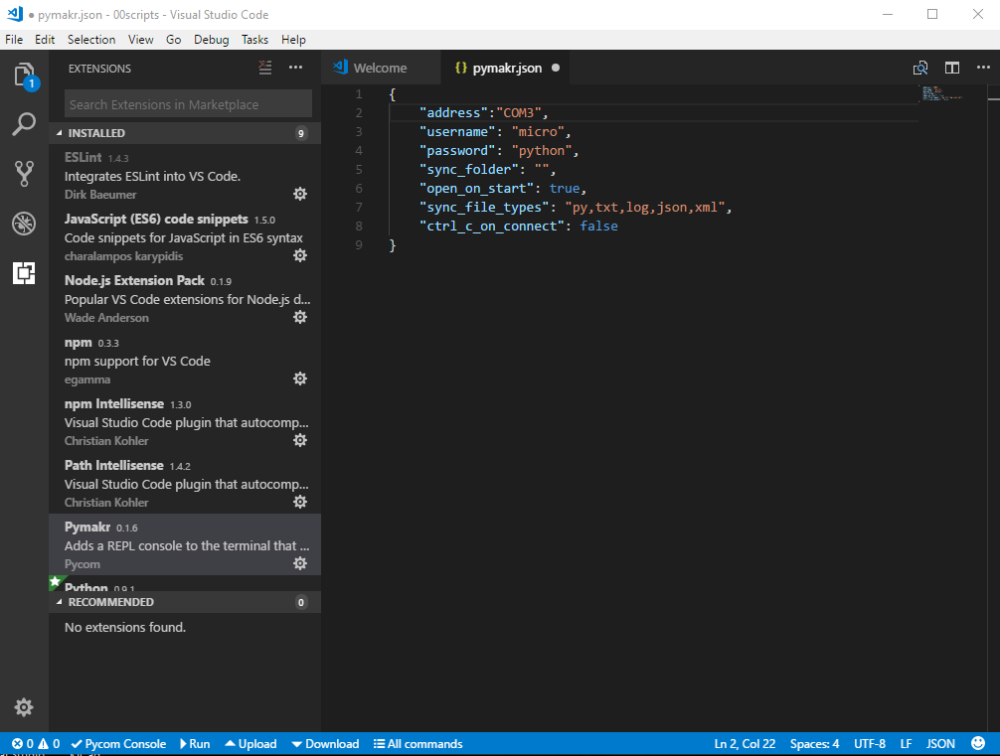 ● pymakr.json - 00scripts - Visual Studio Code
File Edit Selection View Go Debug Tasks Help
1
EXTENSIONS
Search Extensions in Marketplace
INSTALLED 9
ESLint 1.4.3
Integrates ESLint into VS Code.
Dirk Baeumer
JavaScript (ES6) code snippets 1.5.0
Code snippets for JavaScript in ES6 syntax
charalampos karypidis
Node.js Extension Pack 0.1.9
Popular VS Code extensions for Node.js d...
Wade Anderson
npm 0.3.3
npm support for VS Code
egamma
npm Intellisense 1.3.0
Visual Studio Code plugin that autocomp...
Christian Kohler
Path Intellisense 1.4.2
Visual Studio Code plugin that autocomp...
Christian Kohler
Pymakr 0.1.6
Adds a REPL console to the terminal that ...
Pycom
Python 0.9.1
RECOMMENDED 0
No extensions found.
Welcome {} pymakr.json ●
1 {
2 "address":"COM3",
3 "username": "micro",
4 "password": "python",
5 "sync_folder": "",
6 "open_on_start": true,
7 "sync_file_types": "py,txt,log,json,xml",
8 "ctrl_c_on_connect": false
9 }
0 0 Pycom Console Run Upload Download All commands Ln 2, Col 22 Spaces: 4 UTF-8 LF JSON